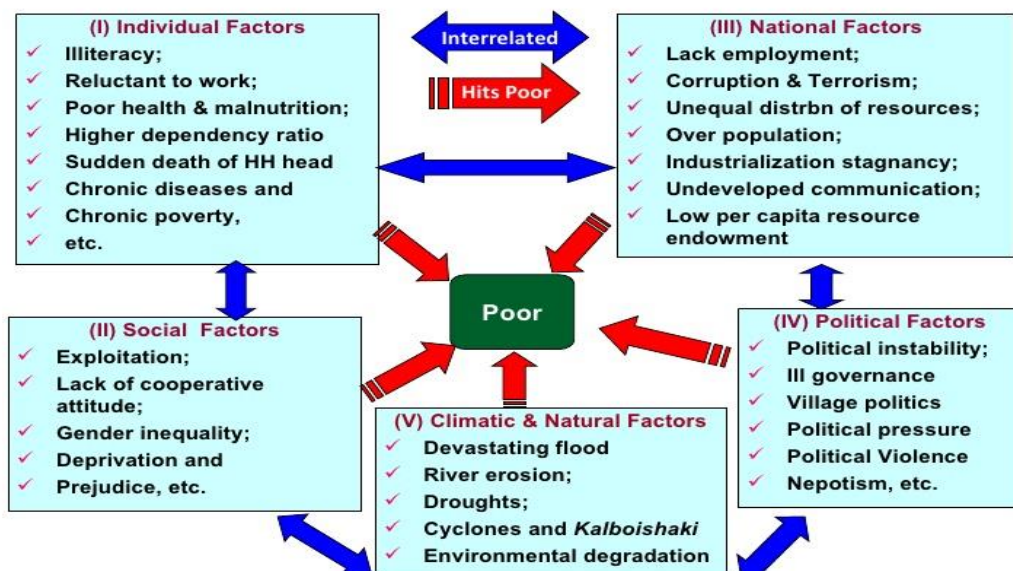 (I) Individual Factors
Illiteracy;
Reluctant to work;
Poor health & malnutrition;
Higher dependency ratio
Sudden death of HH head
Chronic diseases and
Chronic poverty,
etc.
Interrelated
Hits Poor
(III) National Factors
Lack employment;
Corruption & Terrorism;
Unequal distrbn of resources;
Over population;
Industrialization stagnancy;
Undeveloped communication;
Low per capita resource
endowment
Poor
(II) Social Factors
Exploitation;
Lack of cooperative
attitude;
Gender inequality;
Deprivation and
Prejudice, etc.
(V) Climatic & Natural Factors
Devastating flood
River erosion;
Droughts;
Cyclones and Kalboishaki
Environmental degradation
(IV) Political Factors
Political instability;
Ill governance
Village politics
Political pressure
Political Violence
Nepotism, etc.